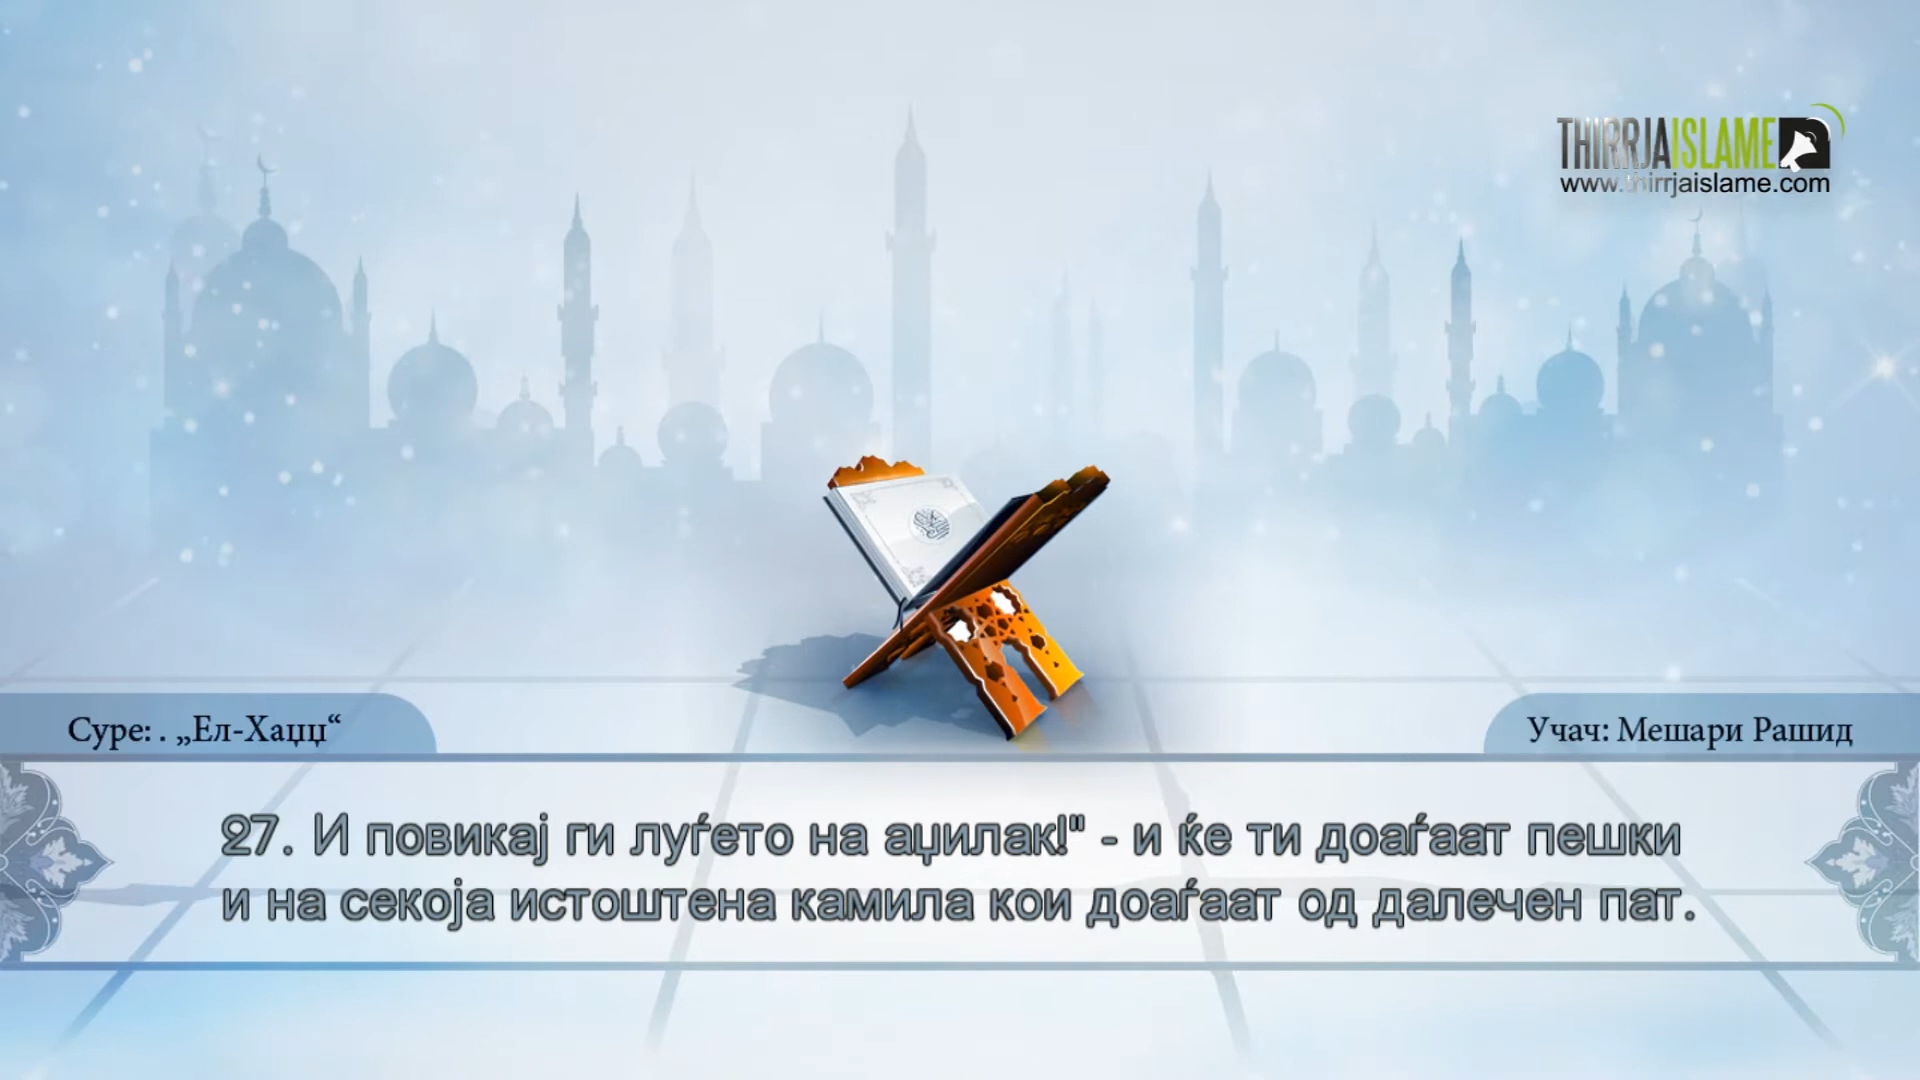 THIRRJAISLAME
www.thirrjaislame.com
Суре: . „Ел-Хаџџ“
Учач: Мешари Рашид
27. И повикај ги луѓето на аџилак!" - и ќе ти доаѓаат пешки
и на секоја истоштена камила кои доаѓаат од далечен пат.